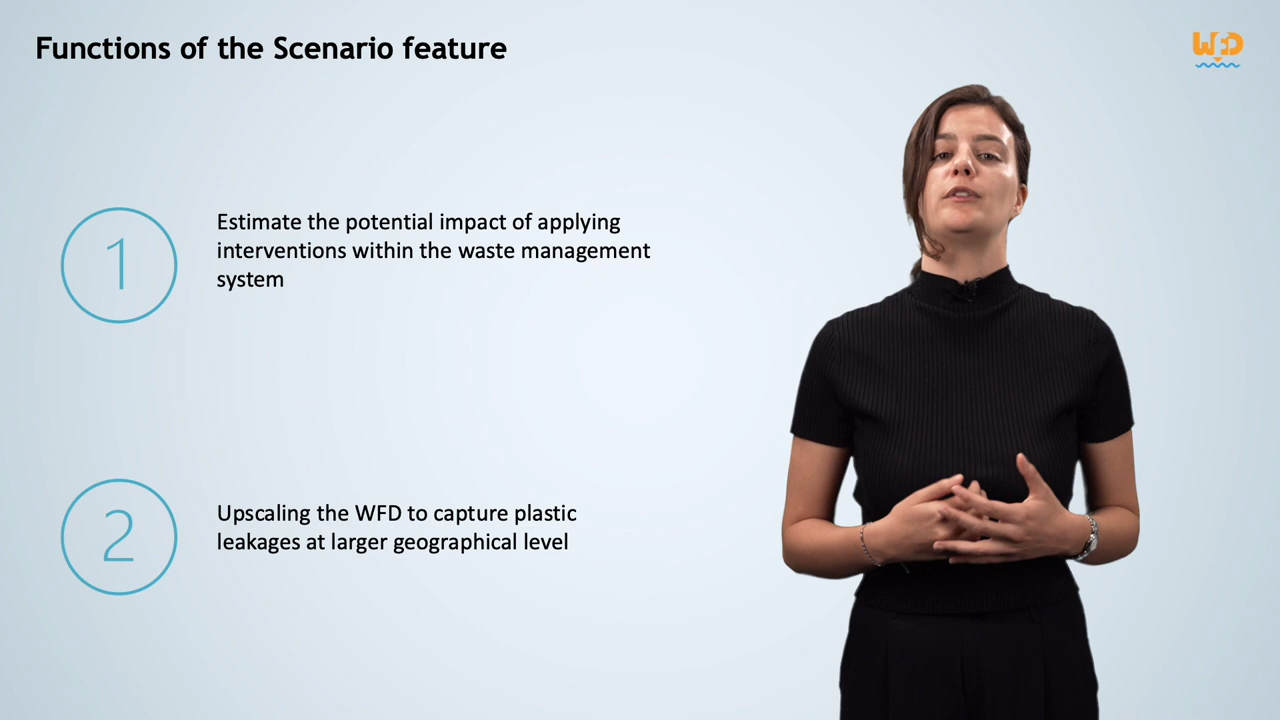 Functions of the Scenario feature
WFD
1
Estimate the potential impact of applying
interventions within the waste management
system
2
Upscaling the WFD to capture plastic
leakages at larger geographical level